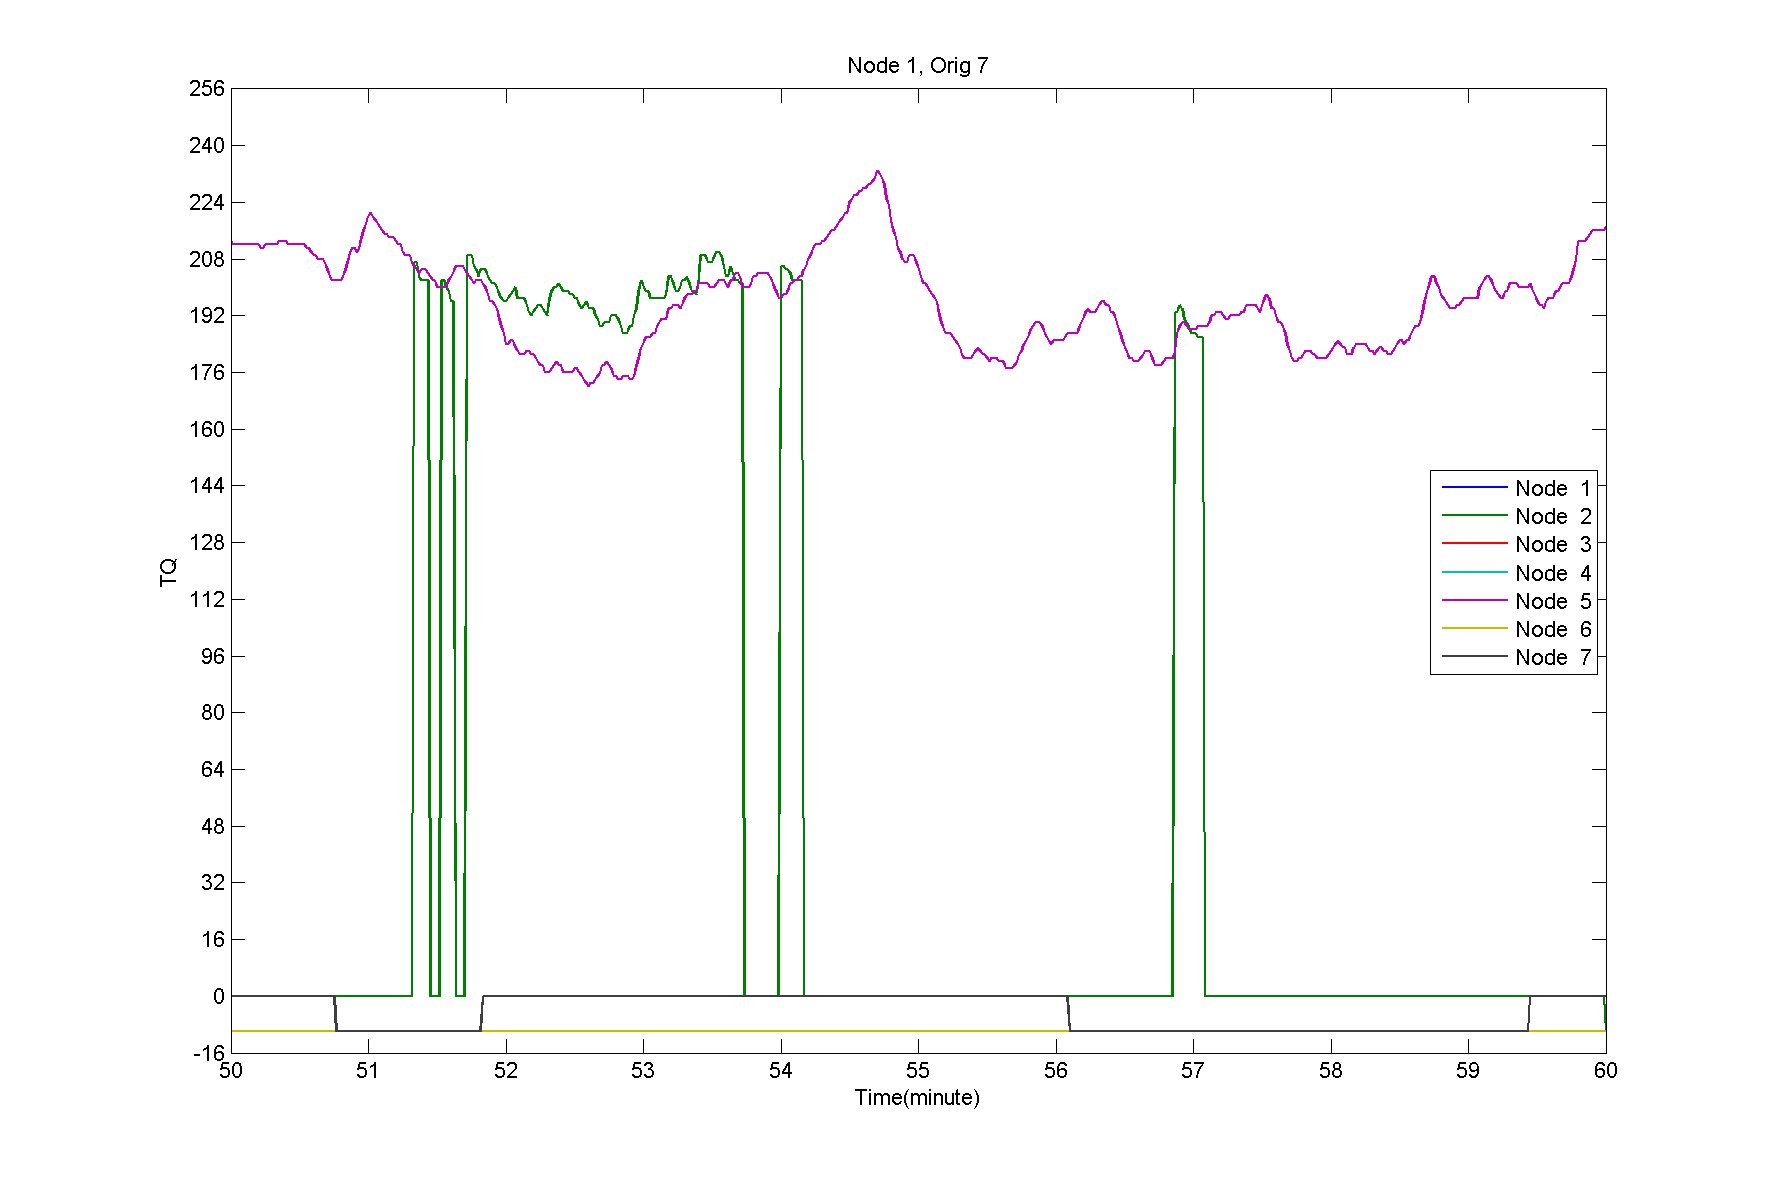 Node 1, Orig 7
256
240
224
208
192
176
160
144
128
112
96
80
64
48
32
16
0
-16
TQ
50 51 52 53 54 55 56 57 58 59 60
Time(minute)
Node 1
Node 2
Node 3
Node 4
Node 5
Node 6
Node 7